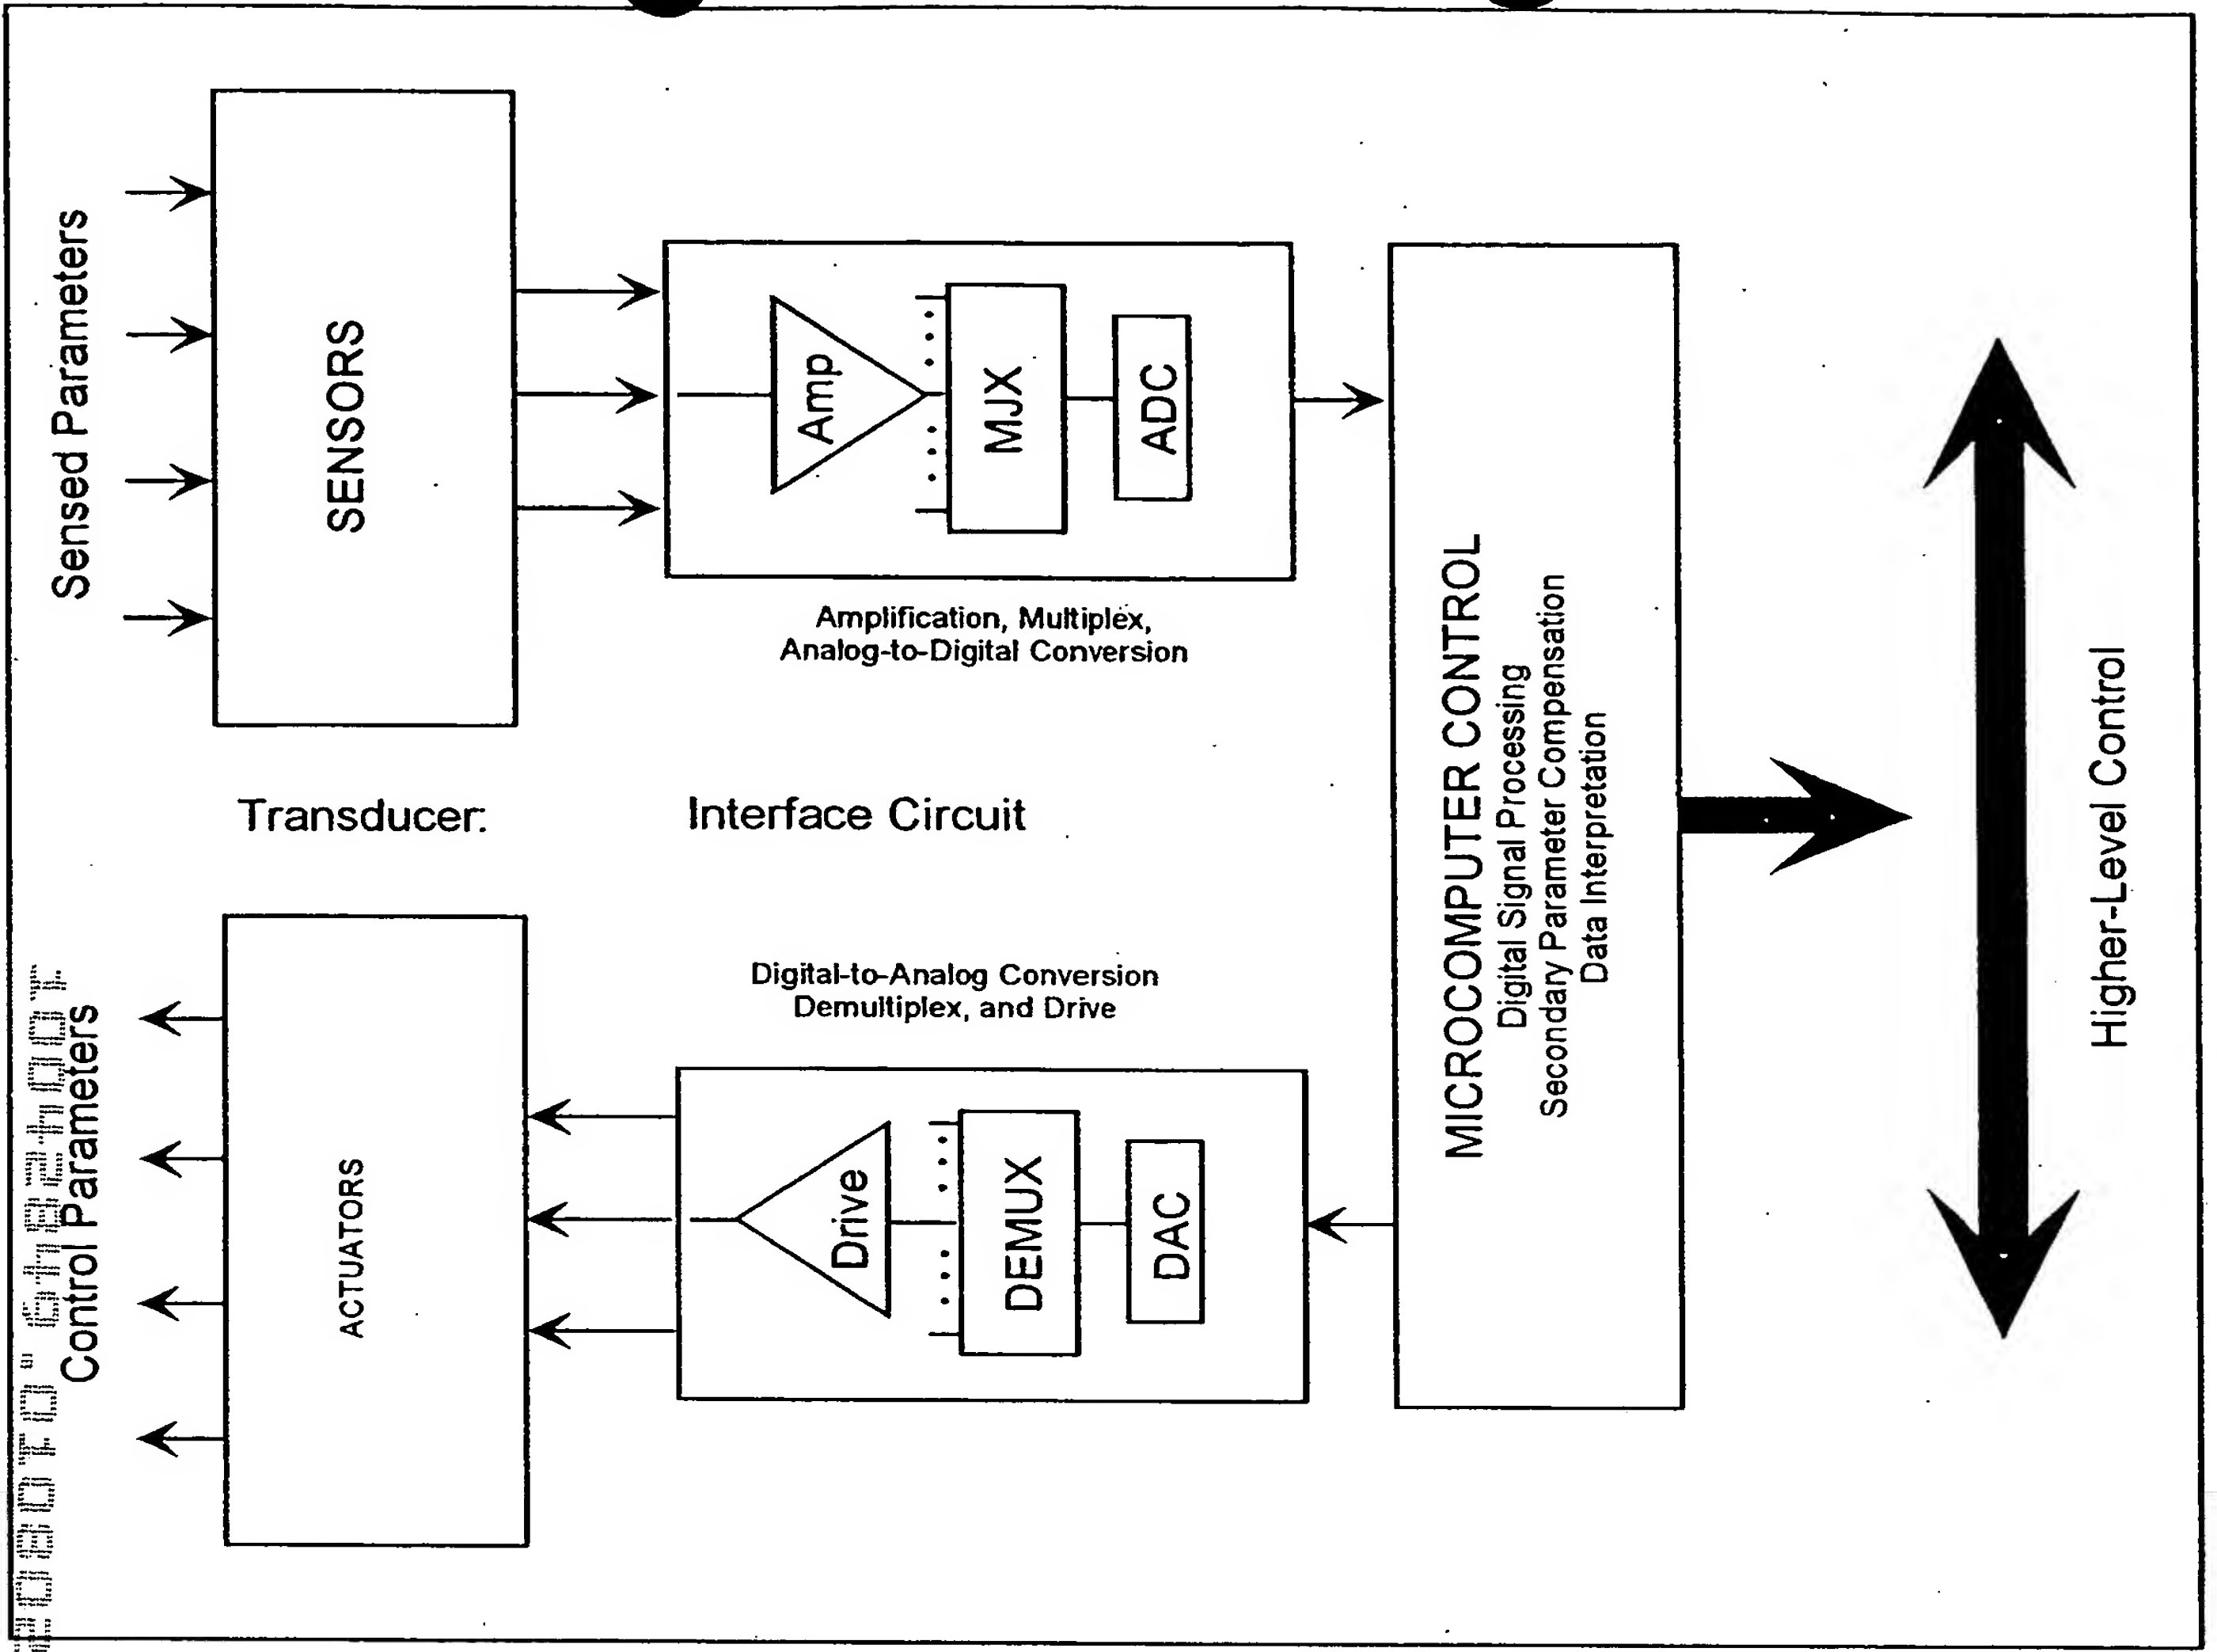 Sensed Parameters
SENSORS
Amp
MJX
ADC
Amplification, Multiplex,
Analog-to-Digital Conversion
Transducer:
Interface Circuit
MICROCOMPUTER CONTROL
Digital Signal Processing
Secondary Parameter Compensation
Data Interpretation
Digital-to-Analog Conversion
Demultiplex, and Drive
Control Parameters
ACTUATORS
Drive
DEMUX
DAC
Higher-Level Control